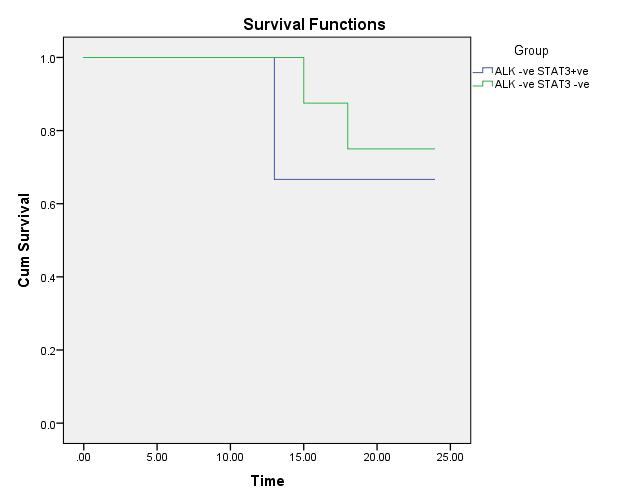 Survival Functions
Group
ALK -ve STAT3+ve
ALK -ve STAT3 -ve
Cum Survival
1.0
0.8
0.6
0.4
0.2
0.0
.00 5.00 10.00 15.00 20.00 25.00
Time